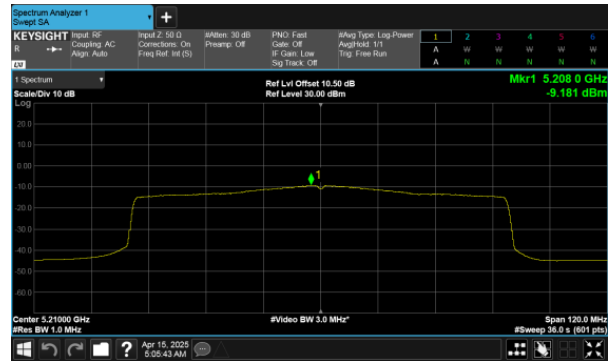 Spectrum Analyzer 1
Swept SA
+
KEYSIGHT
R
LXI
Input: RF
Coupling: AC
Align: Auto
Input Z: 50 Ω
Corrections: On
Freq Ref: Int (S)
#Atten: 30 dB
Preamp: Off
PNO: Fast
Gate: Off
IF Gain: Low
Sig Track: Off
#Avg Type: Log-Power
Avg|Hold: 1/1
Trig: Free Run
1 2 3 4 5 6
A W W W W W
A N N N N N
1 Spectrum
Scale/Div 10 dB
Ref Lvl Offset 10.50 dB
Ref Level 30.00 dBm
Mkr1 5.208 0 GHz
-9.181 dBm
Log
20.0
10.0
0.00
-10.0
-20.0
-30.0
-40.0
-50.0
-60.0
1
Center 5.21000 GHz
#Res BW 1.0 MHz
#Video BW 3.0 MHz*
Span 120.0 MHz
#Sweep 36.0 s (601 pts)
?
Apr 15, 2025
5:05:43 AM